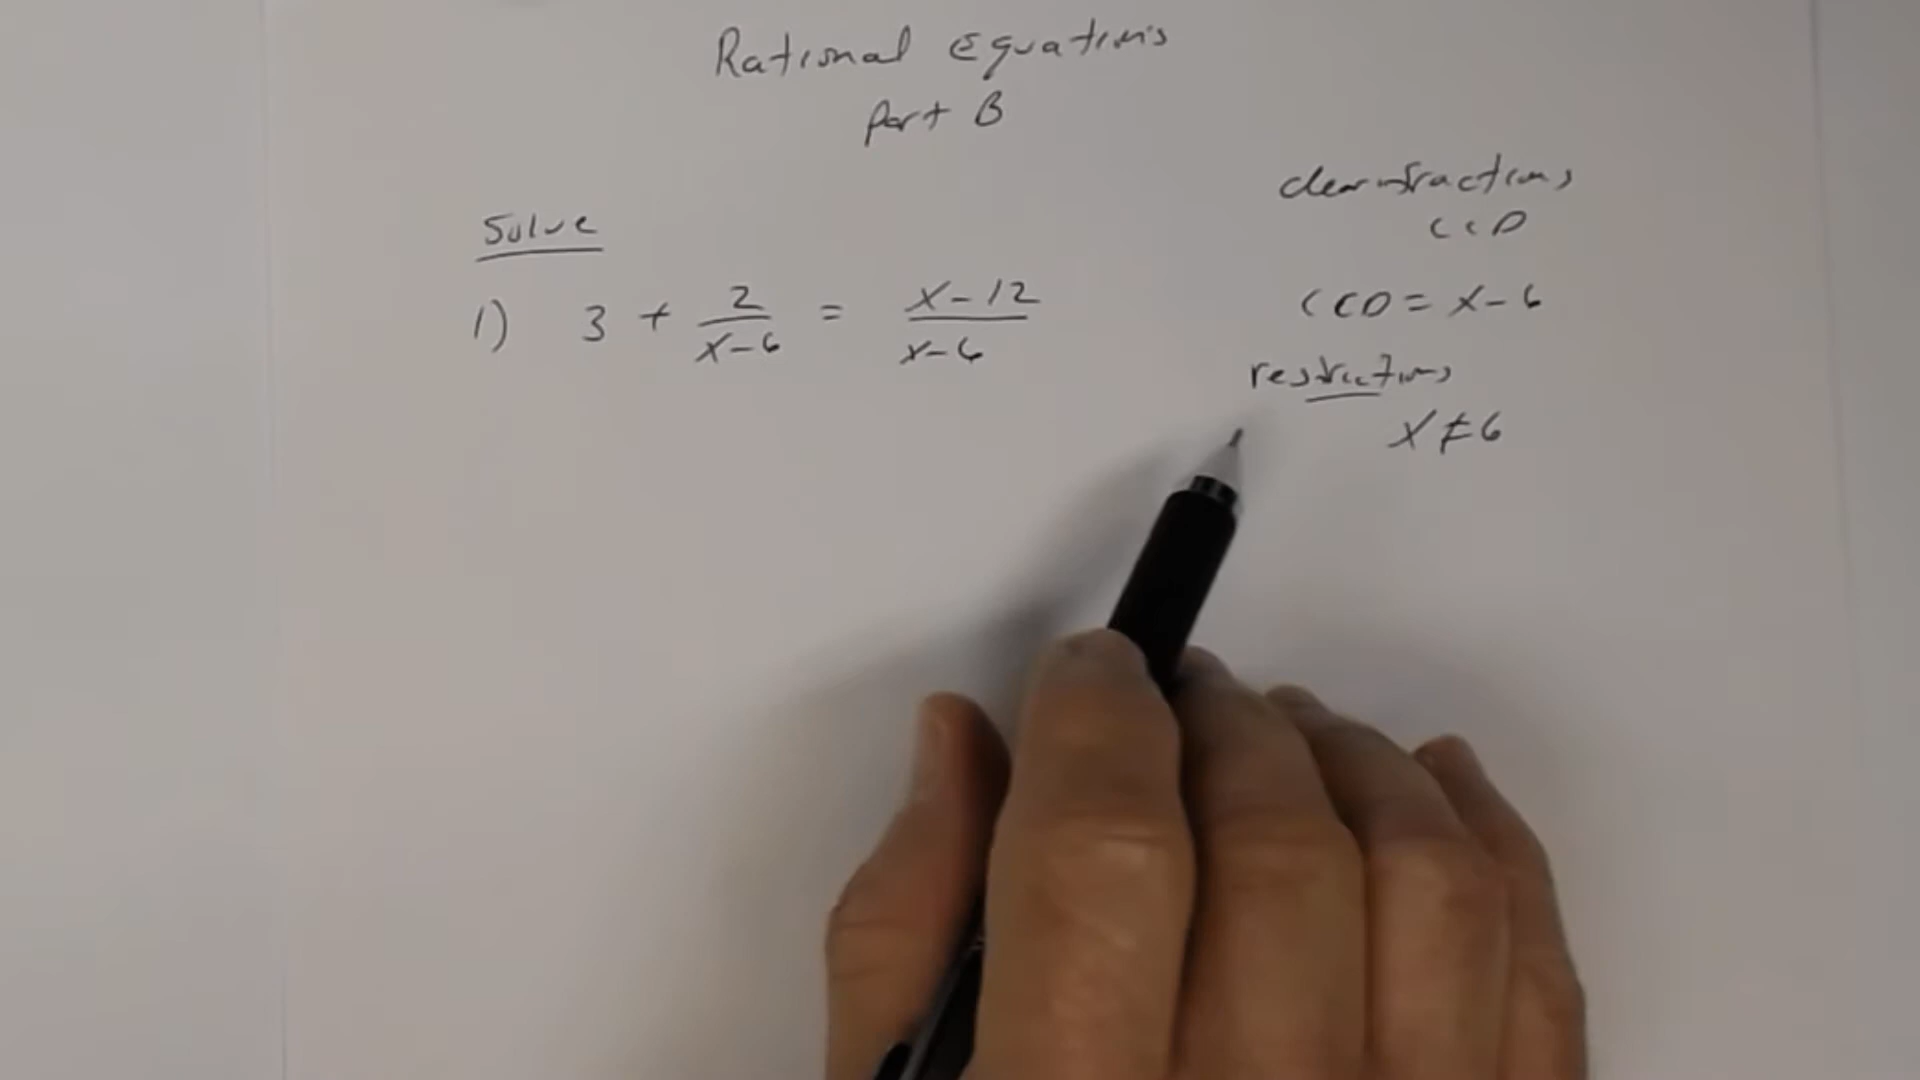 Rational Equations
Part B
Solve
1) 3 + 2/(x-6) = (x-12)/(x-6)
clear fractions
LCD
LCD = x-6
restrictions
x ≠ 6